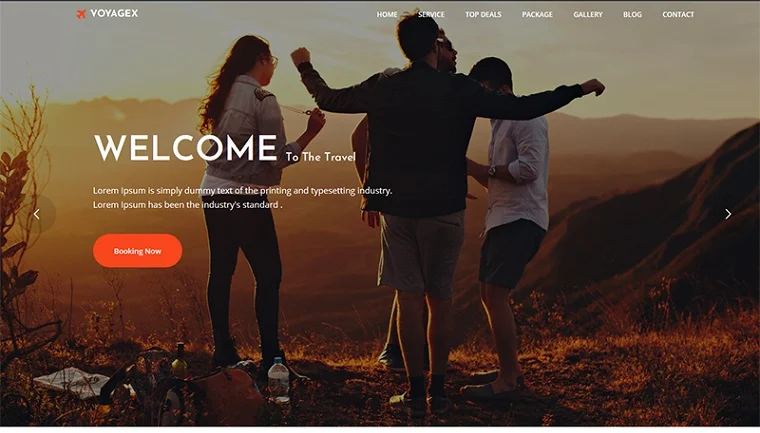 VOYAGEX
HOME SERVICE TOP DEALS PACKAGE GALLERY BLOG CONTACT
WELCOME To The Travel
Lorem Ipsum is simply dummy text of the printing and typesetting industry.
Lorem Ipsum has been the industry's standard .
Booking Now